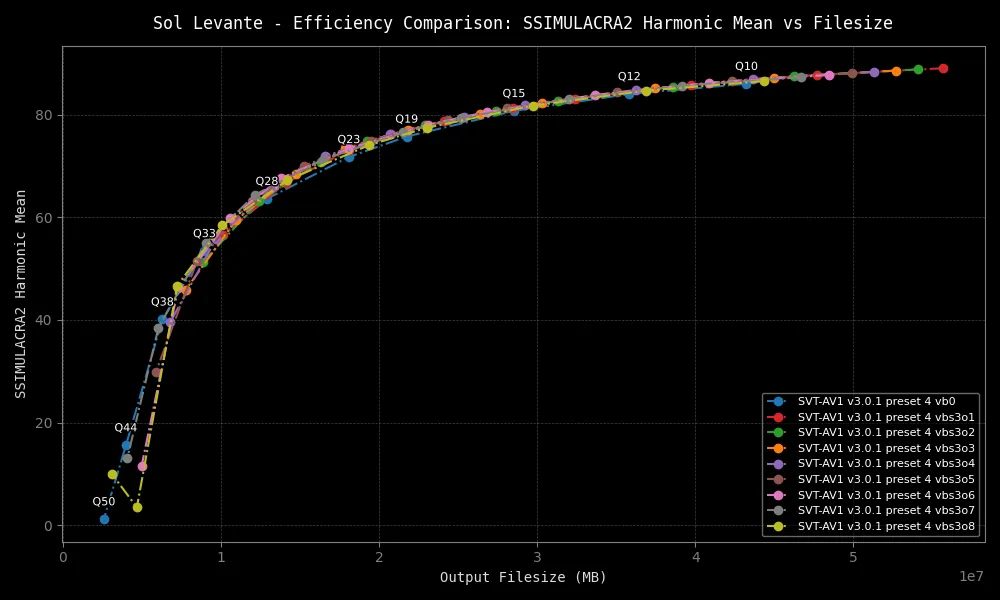 Sol Levante - Efficiency Comparison: SSIMULACRA2 Harmonic Mean vs Filesize
SSIMULACRA2 Harmonic Mean
80
60
40
20
0
Q10
Q12
Q15
Q19
Q23
Q28
Q33
Q38
Q44
Q50
SVT-AV1 v3.0.1 preset 4 vb0
SVT-AV1 v3.0.1 preset 4 vbs3o1
SVT-AV1 v3.0.1 preset 4 vbs3o2
SVT-AV1 v3.0.1 preset 4 vbs3o3
SVT-AV1 v3.0.1 preset 4 vbs3o4
SVT-AV1 v3.0.1 preset 4 vbs3o5
SVT-AV1 v3.0.1 preset 4 vbs3o6
SVT-AV1 v3.0.1 preset 4 vbs3o7
SVT-AV1 v3.0.1 preset 4 vbs3o8
0 1 2 3 4 5
1e7
Output Filesize (MB)